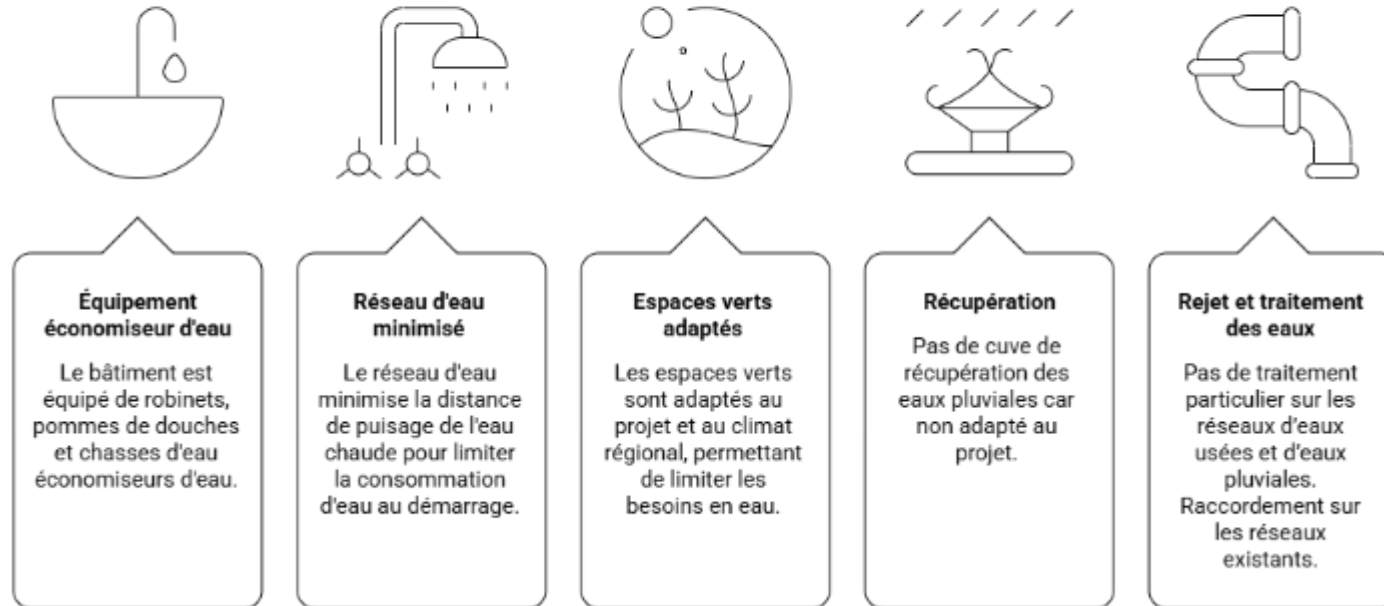 Équipement
économiseur d'eau
Le bâtiment est
équipé de robinets,
pommes de douches
et chasses d'eau
économiseurs d'eau.
Réseau d'eau
minimisé
Le réseau d'eau
minimise la distance
de puisage de l'eau
chaude pour limiter
la consommation
d'eau au démarrage.
Espaces verts
adaptés
Les espaces verts
sont adaptés au
projet et au climat
régional, permettant
de limiter les
besoins en eau.
Récupération
Pas de cuve de
récupération des
eaux pluviales car
non adapté au
projet.
Rejet et traitement
des eaux
Pas de traitement
particulier sur les
réseaux d'eaux
usées et d'eaux
pluviales.
Raccordement sur
les réseaux
existants.